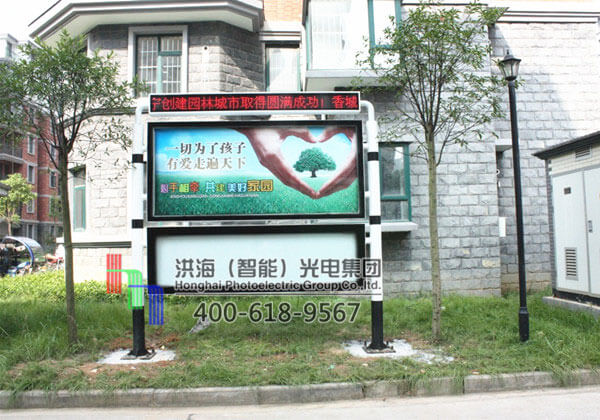 创建园林城市取得圆满成功! 香城
一切为了孩子
有爱走遍天下
手相牵 共建美好家园
洪海（智能）光电集团
Honghai Photoelectric Group Co., ltd.
400-618-9567